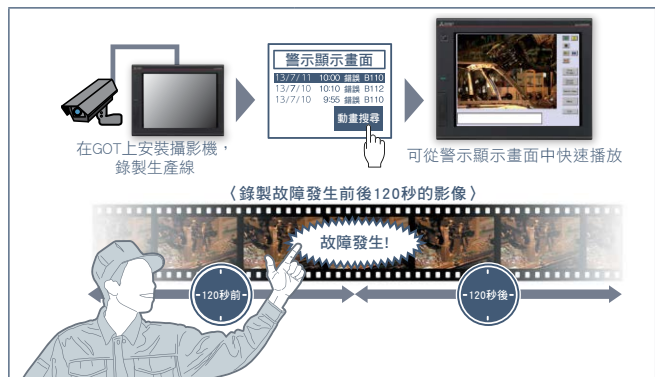 警示顯示畫面
13/7/11 10:00 錯誤 B110
13/7/10 10:10 錯誤 B112
13/7/10 9:55 錯誤 B110
動畫搜尋
在GOT上安裝攝影機，
錄製生產線
可從警示顯示畫面中快速播放
〈錄製故障發生前後120秒的影像〉
故障發生!
120秒前
120秒後